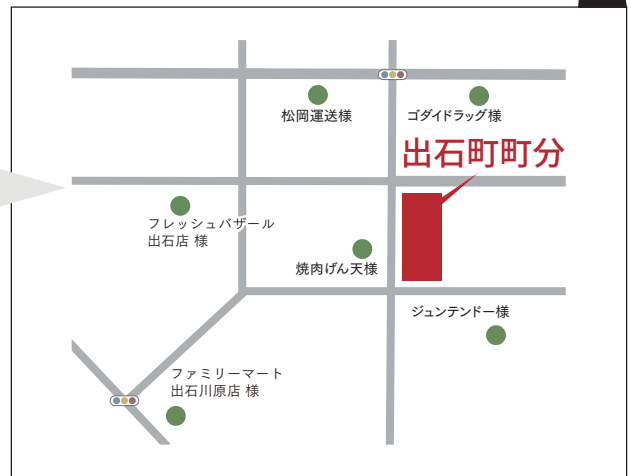 松岡運送様
ゴダイドラッグ様
出石町町分
フレッシュバザール
出石店 様
焼肉げん天様
ジュンテンドー様
ファミリーマート
出石川原店 様